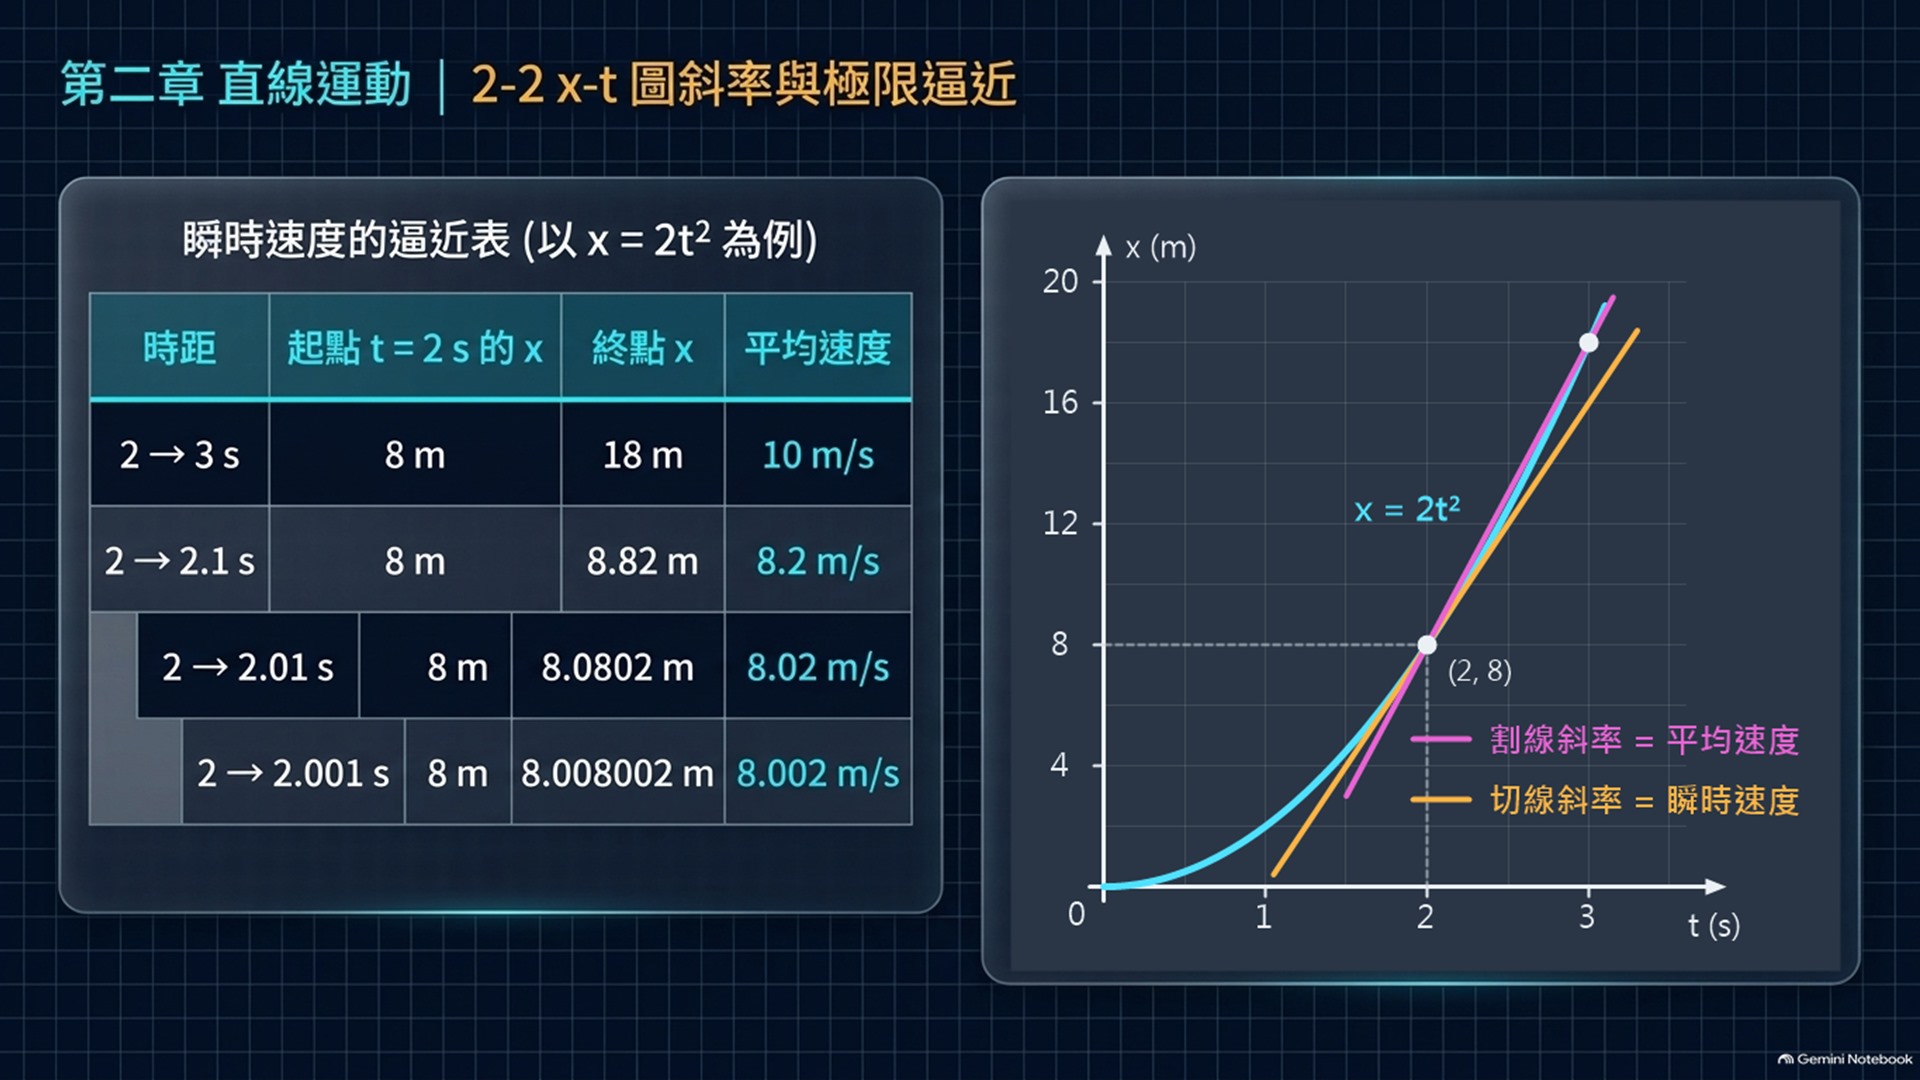 第二章 直線運動 | 2-2 x-t 圖斜率與極限逼近
瞬時速度的逼近表 (以 x = 2t² 為例)
時距 起點 t = 2 s 的 x 終點 x 平均速度
2 → 3 s 8 m 18 m 10 m/s
2 → 2.1 s 8 m 8.82 m 8.2 m/s
2 → 2.01 s 8 m 8.0802 m 8.02 m/s
2 → 2.001 s 8 m 8.008002 m 8.002 m/s
x (m)
20
16
12
8
4
0
1
2
3
t (s)
x = 2t²
(2, 8)
割線斜率 = 平均速度
切線斜率 = 瞬時速度
Gemini Notebook